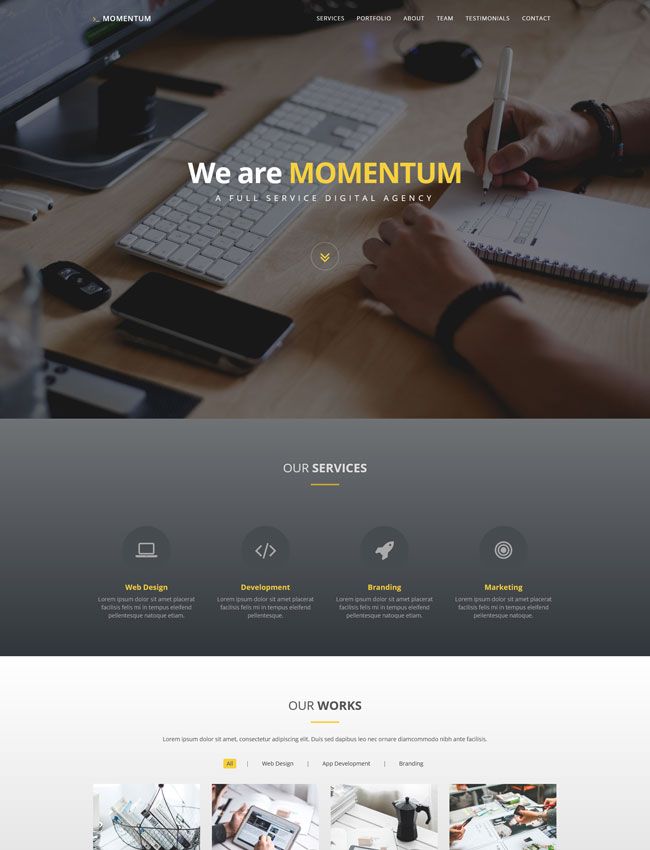 MOMENTUM
SERVICES PORTFOLIO ABOUT TEAM TESTIMONIALS CONTACT
We are MOMENTUM
A FULL SERVICE DIGITAL AGENCY
OUR SERVICES
Web Design
Lorem ipsum dolor sit amet placerat
facilisis felis mi in tempus eleifend
pellentesque natoque etiam.
Development
Lorem ipsum dolor sit amet placerat
facilisis felis mi in tempus eleifend
pellentesque natoque etiam.
Branding
Lorem ipsum dolor sit amet placerat
facilisis felis mi in tempus eleifend
pellentesque natoque etiam.
Marketing
Lorem ipsum dolor sit amet placerat
facilisis felis mi in tempus eleifend
pellentesque natoque.
OUR WORKS
Lorem ipsum dolor sit amet, consectetur adipiscing elit. Duis sed dapibus leo nec ornare diamcommodo nibh ante facilisis.
All | Web Design | App Development | Branding